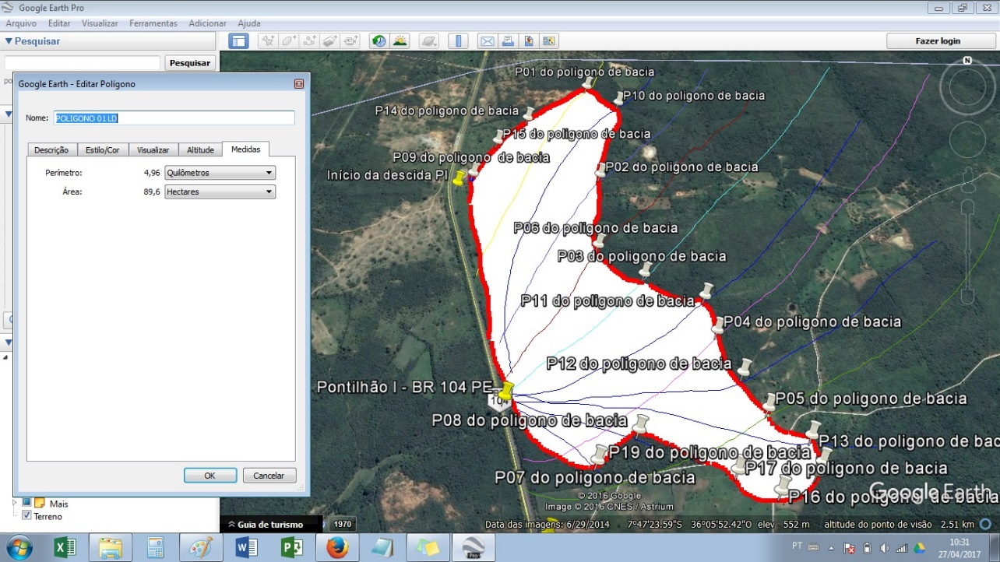 Google Earth Pro
Arquivo Editar Visualizar Ferramentas Adicionar Ajuda
Pesquisar
Fazer login
Pesquisar
Google Earth - Editar Polígono
Nome: POLIGONO 01 LD
Descrição Estilo/Cor Visualizar Altitude Medidas
Perímetro: 4,96 Quilômetros
Área: 89,6 Hectares
OK Cancelar
Mais
Terreno
N
P01 do poligono de bacia
P10 do poligono de bacia
P14 do poligono de bacia
P15 do poligono de bacia
P09 do poligono de bacia
P02 do poligono de bacia
Início da descida PI
P06 do poligono de bacia
P03 do poligono de bacia
P11 do poligono de bacia
P04 do poligono de bacia
P12 do poligono de bacia
Pontilhão I - BR 104 PE
104
P05 do poligono de bacia
P08 do poligono de bacia
P13 do poligono de bac
P19 do poligono de bacia
P17 do poligono de bacia
P07 do poligono de bacia
P16 do poligono de bacia
Google Earth
© 2016 Google
Image © 2016 CNES / Astrium
Guia de turismo
1970
Data das imagens: 6/29/2014 7°47'23.59"S 36°05'52.42"O elev 552 m altitude do ponto de visão 2.51 km
Pro
PT
10:31
27/04/2017